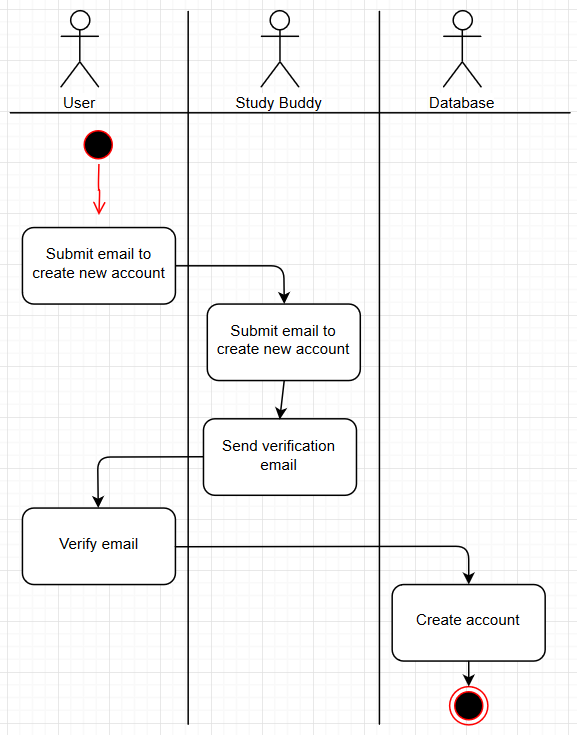 User
Study Buddy
Database
Submit email to
create new account
Submit email to
create new account
Send verification
email
Verify email
Create account